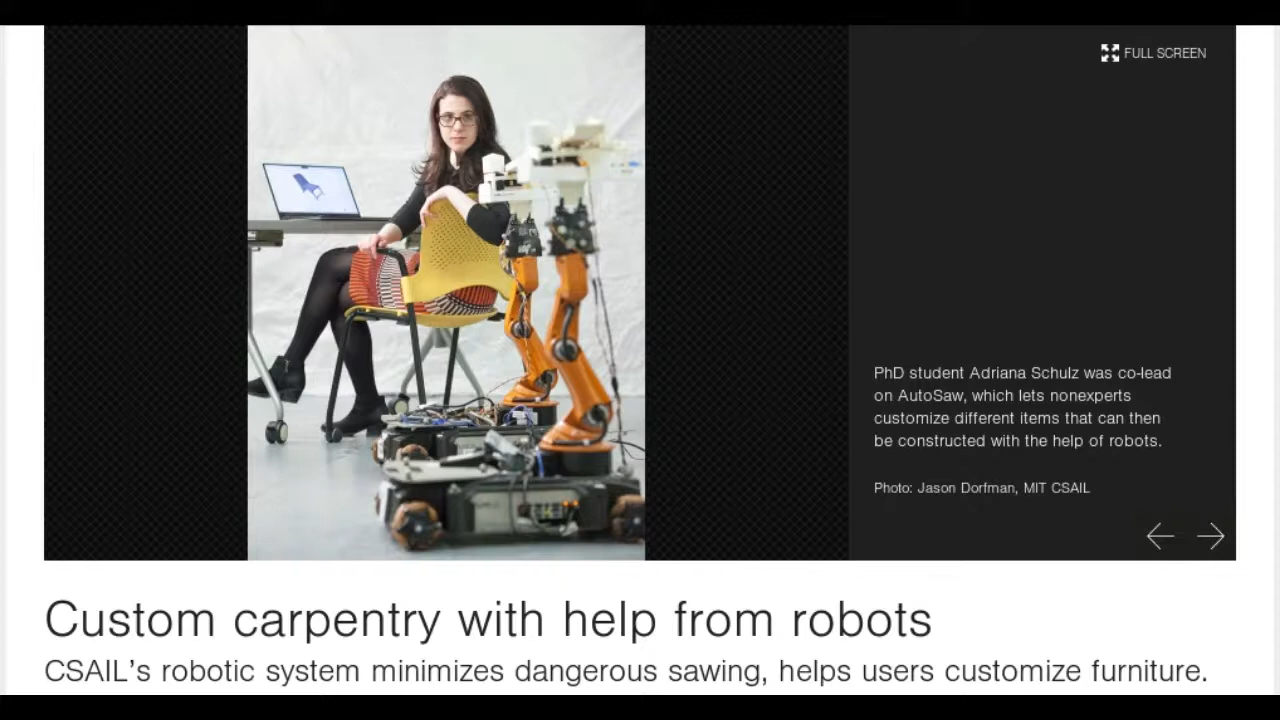 FULL SCREEN
PhD student Adriana Schulz was co-lead
on AutoSaw, which lets nonexperts
customize different items that can then
be constructed with the help of robots.
Photo: Jason Dorfman, MIT CSAIL
Custom carpentry with help from robots
CSAIL’s robotic system minimizes dangerous sawing, helps users customize furniture.